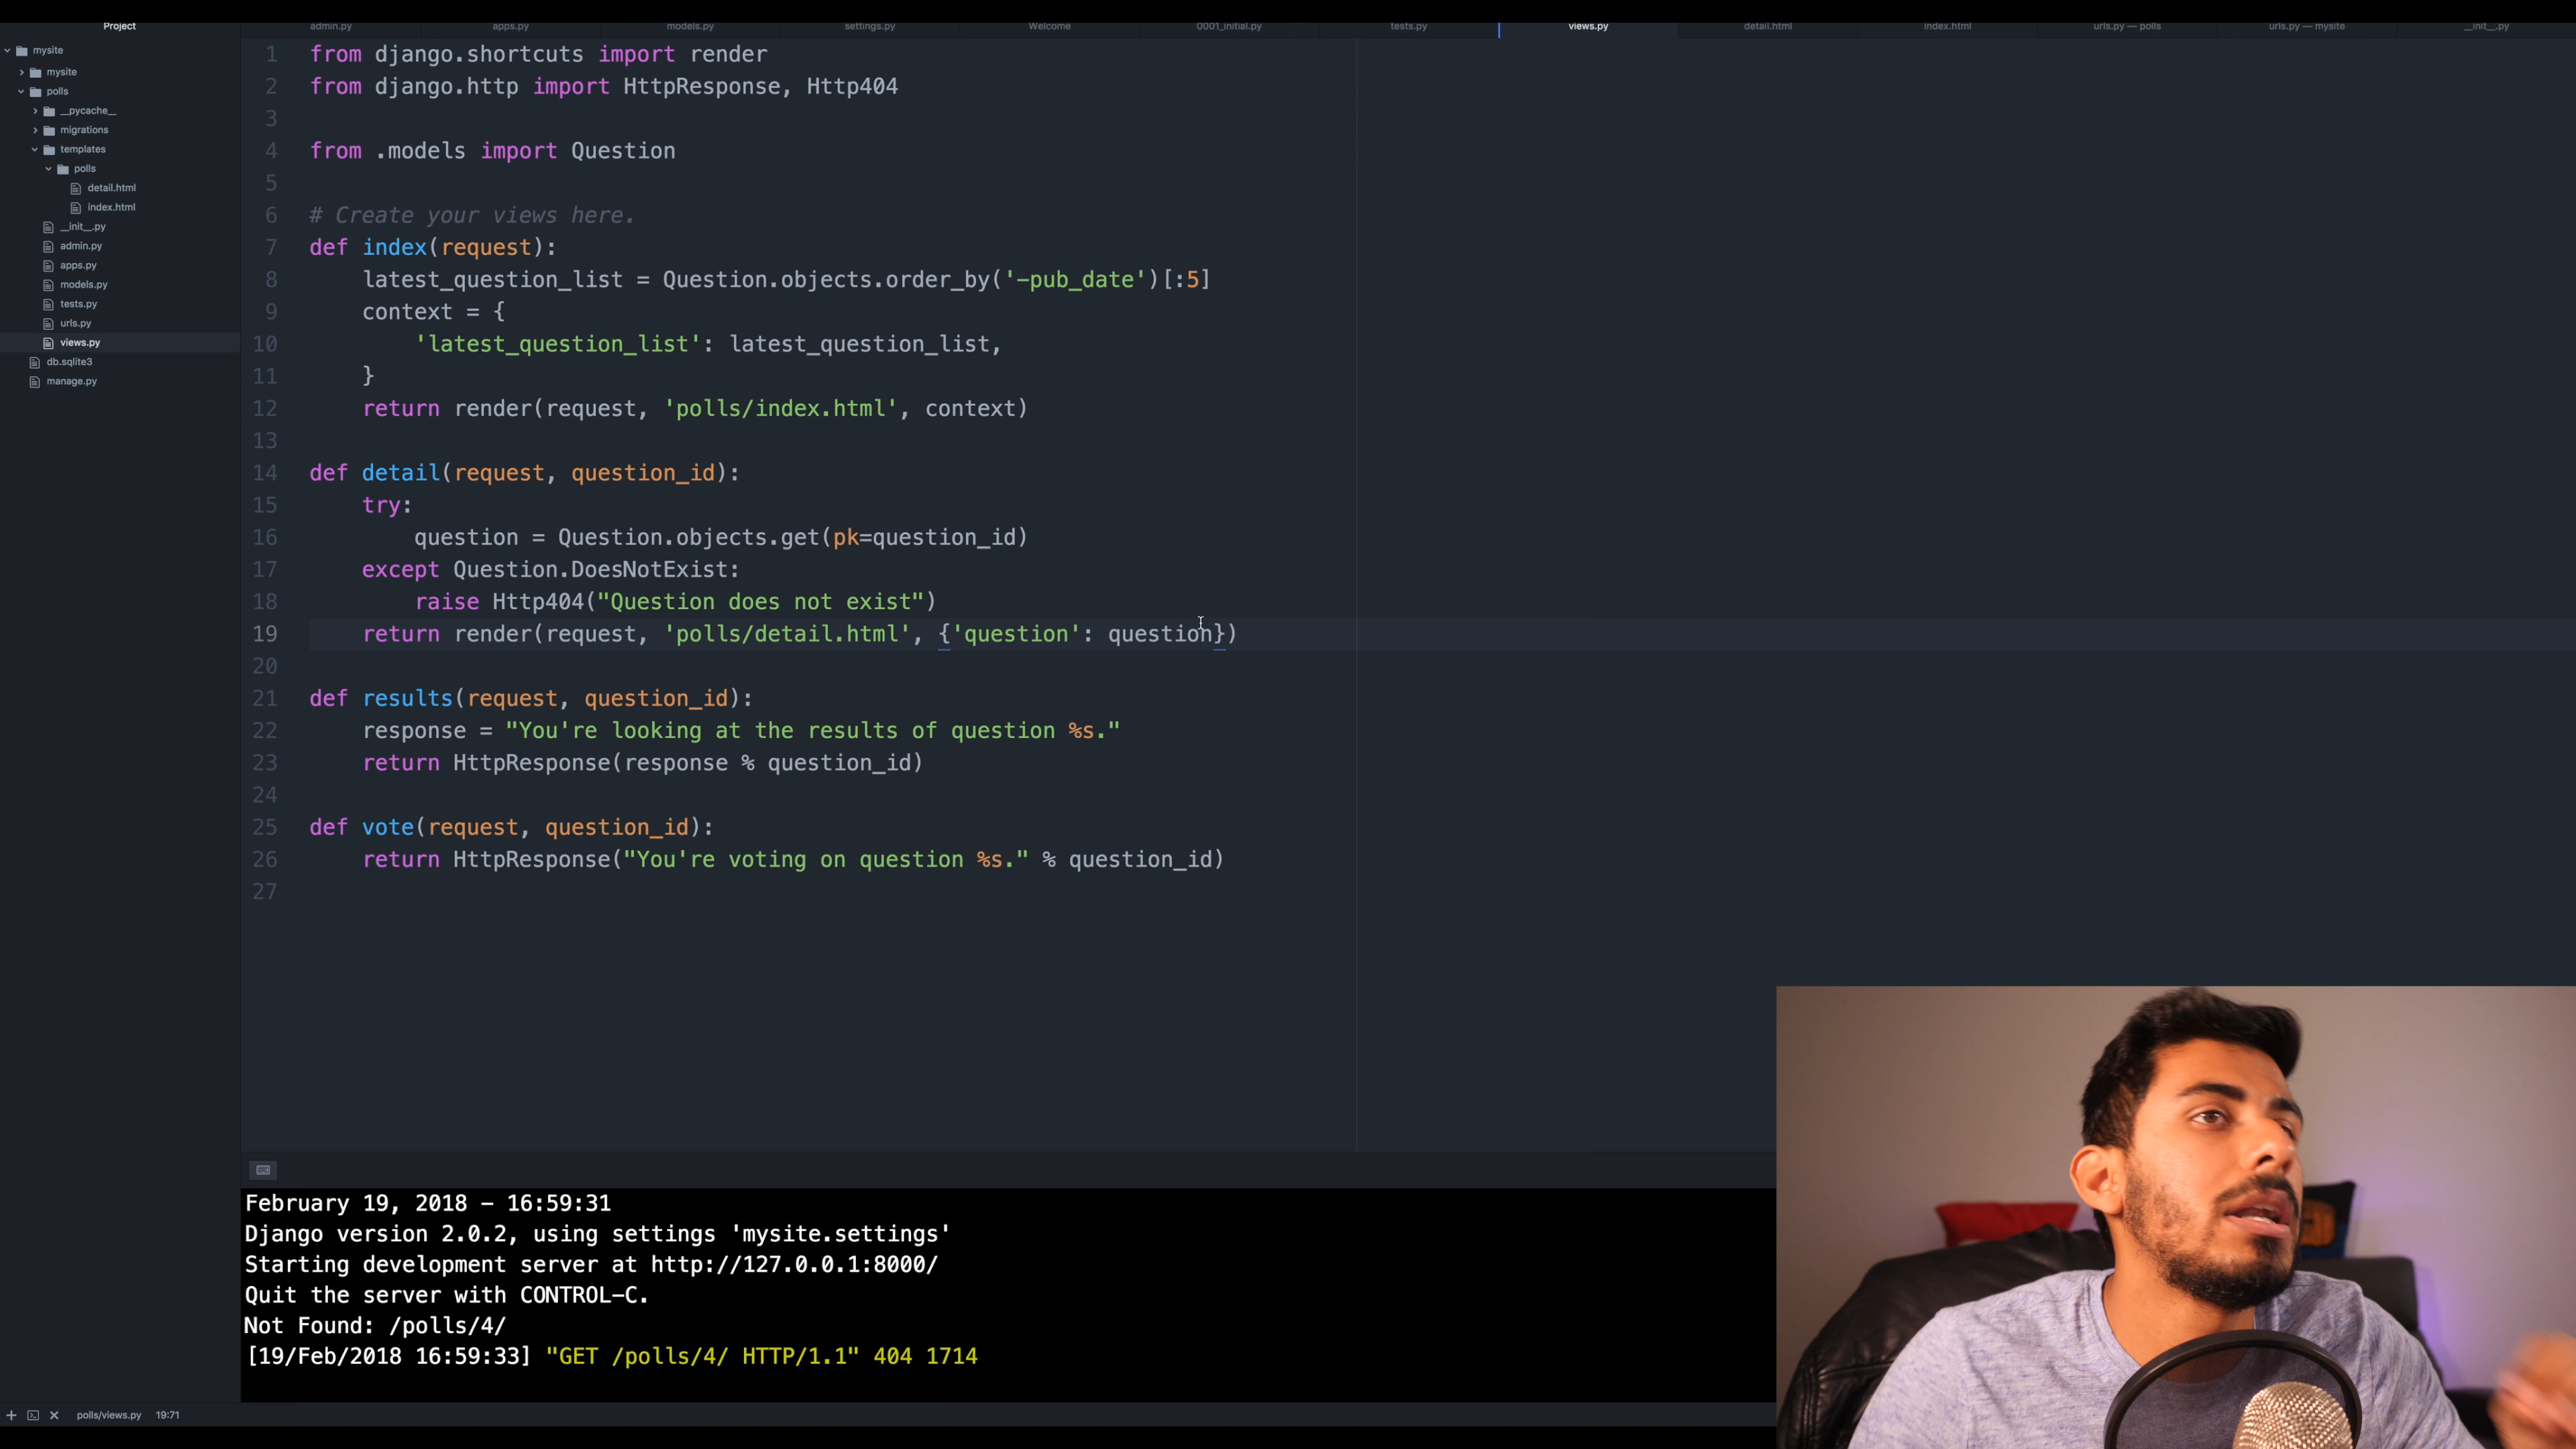 Project
admin.py
apps.py
models.py
settings.py
Welcome
0001_initial.py
tests.py
views.py
detail.html
index.html
urls.py — polls
urls.py — mysite
__init__.py
mysite
mysite
polls
__pycache__
migrations
templates
polls
detail.html
index.html
__init__.py
admin.py
apps.py
models.py
tests.py
urls.py
views.py
db.sqlite3
manage.py
1 from django.shortcuts import render
2 from django.http import HttpResponse, Http404
3
4 from .models import Question
5
6 # Create your views here.
7 def index(request):
8     latest_question_list = Question.objects.order_by('-pub_date')[:5]
9     context = {
10         'latest_question_list': latest_question_list,
11     }
12     return render(request, 'polls/index.html', context)
13
14 def detail(request, question_id):
15     try:
16         question = Question.objects.get(pk=question_id)
17     except Question.DoesNotExist:
18         raise Http404("Question does not exist")
19     return render(request, 'polls/detail.html', {'question': question})
20
21 def results(request, question_id):
22     response = "You're looking at the results of question %s."
23     return HttpResponse(response % question_id)
24
25 def vote(request, question_id):
26     return HttpResponse("You're voting on question %s." % question_id)
27
February 19, 2018 - 16:59:31
Django version 2.0.2, using settings 'mysite.settings'
Starting development server at http://127.0.0.1:8000/
Quit the server with CONTROL-C.
Not Found: /polls/4/
[19/Feb/2018 16:59:33] "GET /polls/4/ HTTP/1.1" 404 1714
polls/views.py 19:71